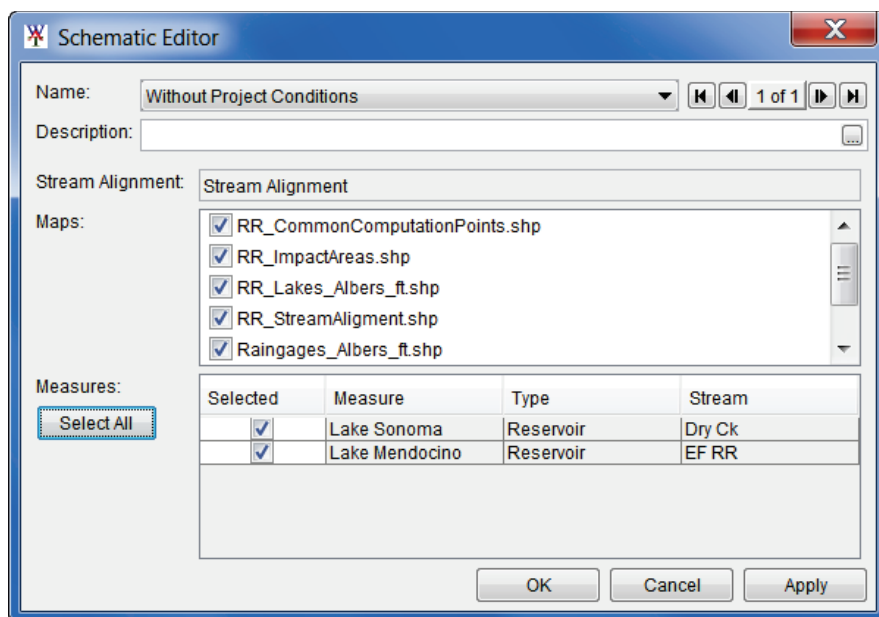 Schematic Editor
Name: Without Project Conditions 1 of 1
Description: ...
Stream Alignment: Stream Alignment
Maps: RR_CommonComputationPoints.shp
RR_ImpactAreas.shp
RR_Lakes_Albers_ft.shp
RR_StreamAligment.shp
Raingages_Albers_ft.shp
Measures:
Select All
Selected Measure Type Stream
Lake Sonoma Reservoir Dry Ck
Lake Mendocino Reservoir EF RR
OK Cancel Apply